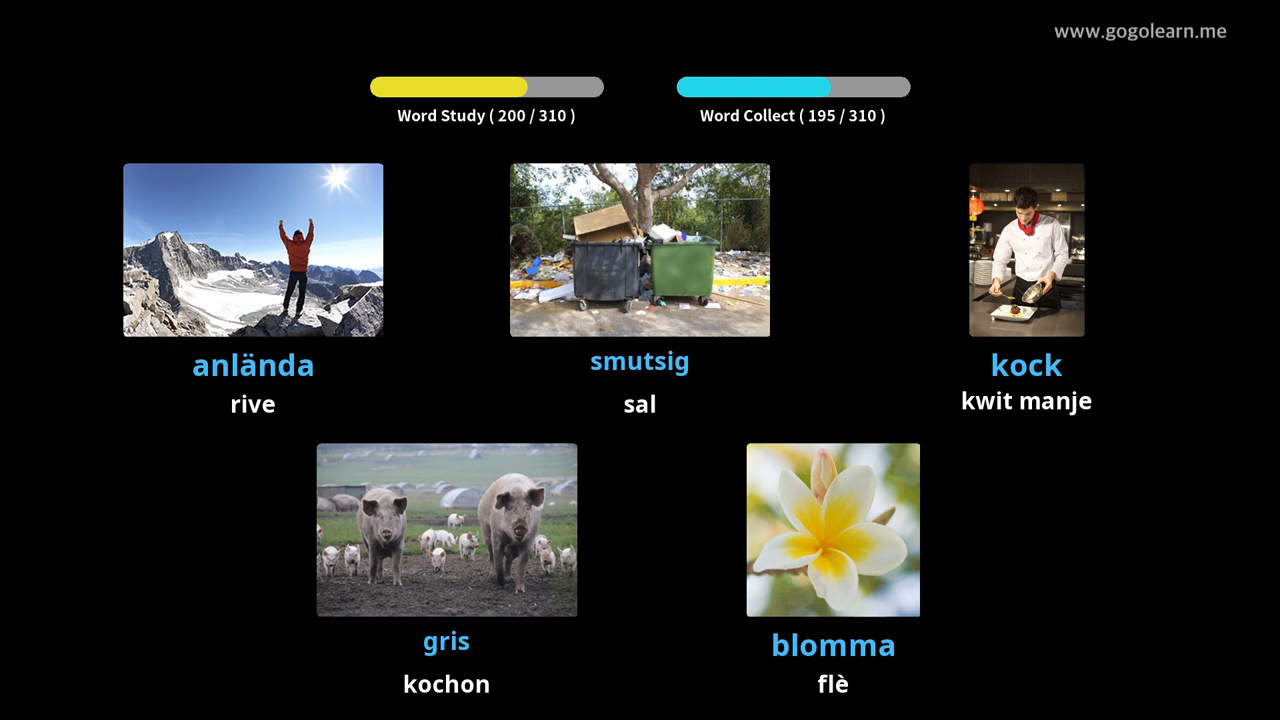 www.gogolearn.me
Word Study ( 200 / 310 )
Word Collect ( 195 / 310 )
anlända
smutsig
kock
rive
sal
kwit manje
gris
blomma
kochon
flè